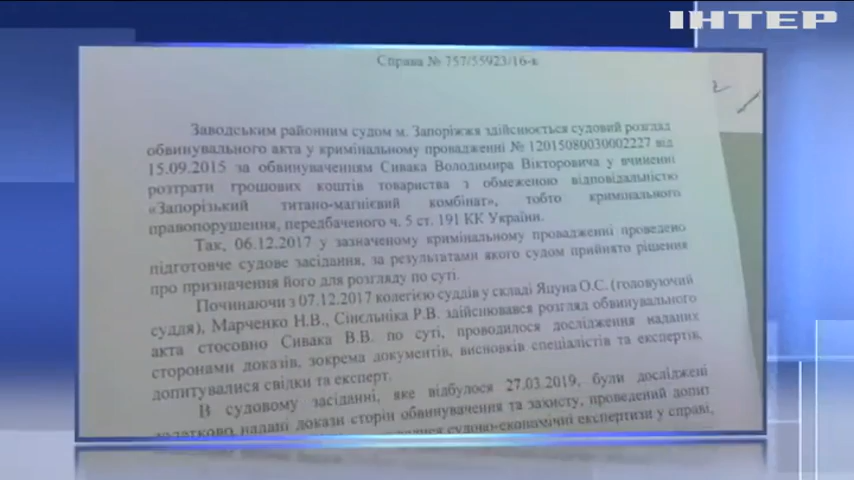 ІНТЕР
Справа № 757/55923/16-к
Заводським районним судом м. Запоріжжя здійснюється судовий розгляд
обвинувального акта у кримінальному провадженні № 12015080030002227 від
15.09.2015 за обвинуваченням Сивака Володимира Вікторовича у вчиненні
розтрати грошових коштів товариства з обмеженою відповідальністю
«Запорізький титано-магнієвий комбінат», тобто кримінального
правопорушення, передбаченого ч. 5 ст. 191 КК України.
Так, 06.12.2017 у зазначеному кримінальному провадженні проведено
підготовче судове засідання, за результатами якого судом прийнято рішення
про призначення його для розгляду по суті.
Починаючи з 07.12.2017 колегією суддів у складі Яцуна О.С. (головуючий
суддя), Марченко Н.В., Сінєльніка Р.В. здійснювався розгляд обвинувального
акта стосовно Сивака В.В. по суті, проводилося дослідження наданих
сторонами доказів, зокрема документів, висновків спеціалістів та експертів,
допитувалися свідки та експерт.
В судовому засіданні, яке відбулося 27.03.2019, були досліджені
додатково надані докази сторін обвинувачення та захисту, проведений допит
судово-економічні експертизи у справі,